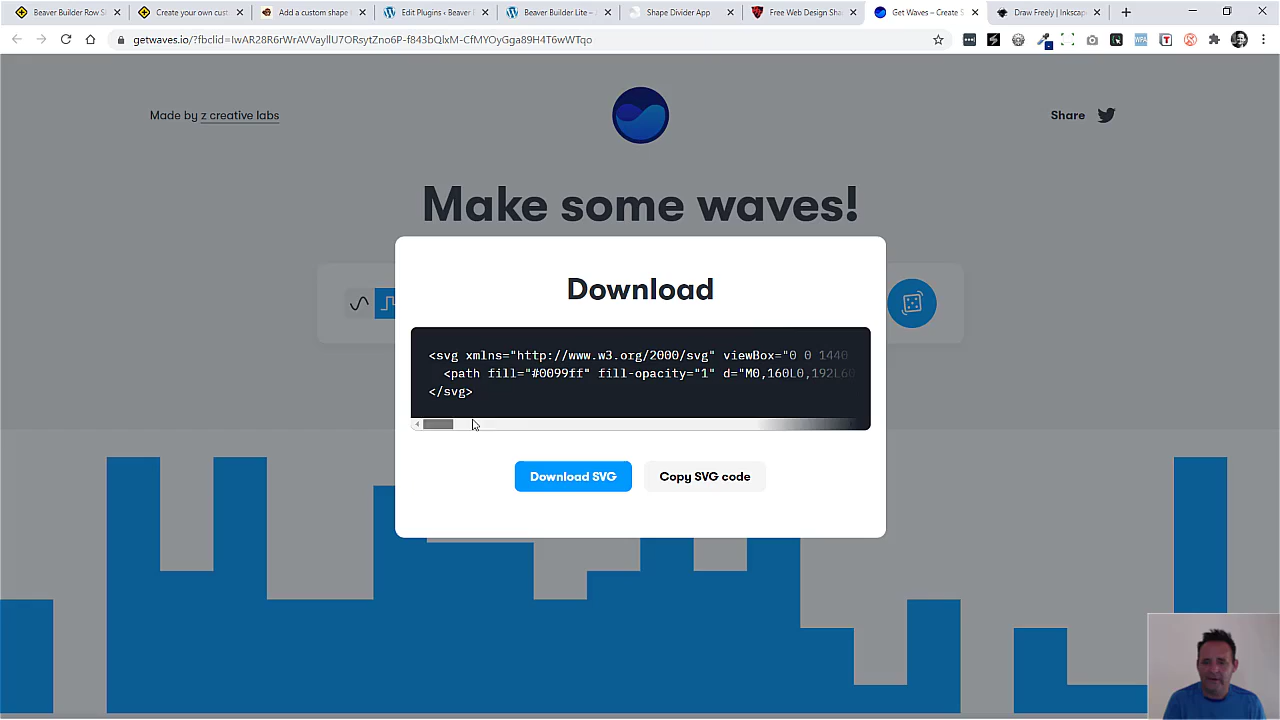 Beaver Builder Row S
Create your own cust
Add a custom shape
Edit Plugins ‹ Beaver
Beaver Builder Lite –
Shape Divider App
Free Web Design Sha
Get Waves – Create S
Draw Freely | Inkscap
getwaves.io/?fbclid=IwAR28R6rWrAVVayllU7ORsytZno6P-f843bQlxM-CfMYOyGga89H4T6wWTqo
Made by z creative labs
Share
Make some waves!
Download
<svg xmlns="http://www.w3.org/2000/svg" viewBox="0 0 1440
<path fill="#0099ff" fill-opacity="1" d="M0,160L0,192L60
</svg>
Download SVG
Copy SVG code